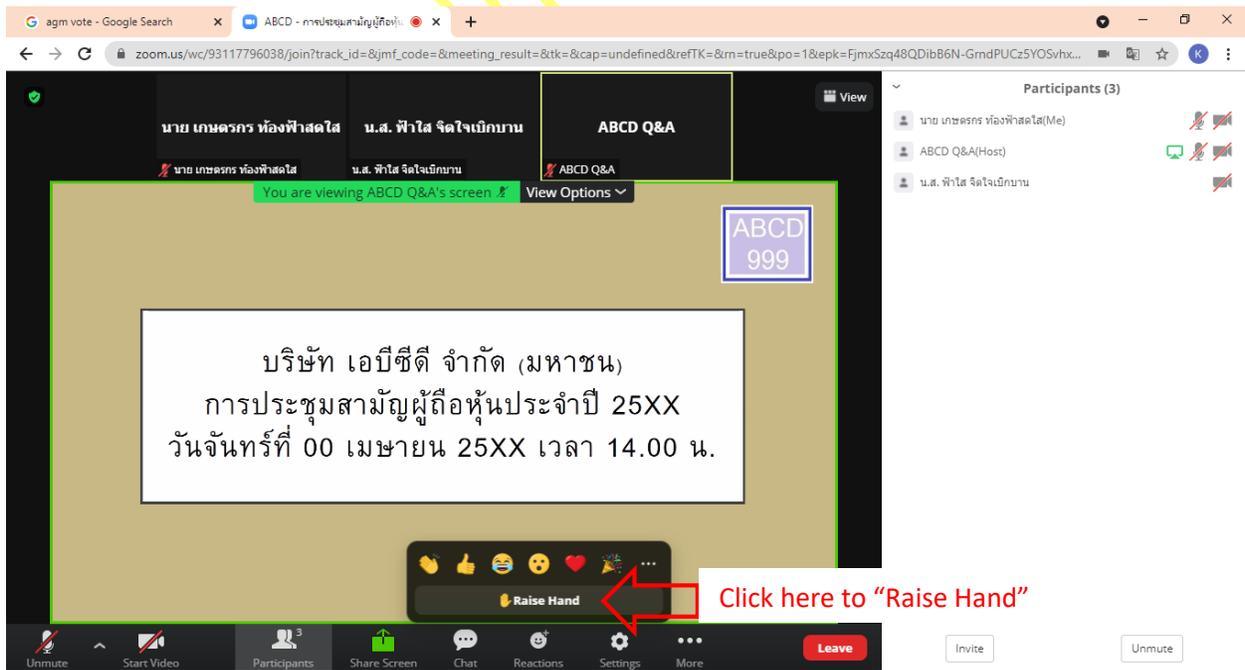 agm vote - Google Search
ABCD - การประชุมสามัญผู้ถือหุ้น
zoom.us/wc/93117796038/join?track_id=&jmf_code=&meeting_result=&tk=&cap=undefined&refTK=&rn=true&po=1&epk=FjmxSzq48QDibB6N-GrndPUCz5YOSvhx...
K
View
นาย เกษตรกร ท้องฟ้าสดใส
น.ส. ฟ้าใส จิตใจเบิกบาน
ABCD Q&A
นาย เกษตรกร ท้องฟ้าสดใส
น.ส. ฟ้าใส จิตใจเบิกบาน
ABCD Q&A
You are viewing ABCD Q&A's screen
View Options
ABCD
999
บริษัท เอบีซีดี จำกัด (มหาชน)
การประชุมสามัญผู้ถือหุ้นประจำปี 25XX
วันจันทร์ที่ 00 เมษายน 25XX เวลา 14.00 น.
Raise Hand
Click here to “Raise Hand”
Unmute
Start Video
3
Participants
Share Screen
Chat
Reactions
Settings
More
Leave
Participants (3)
นาย เกษตรกร ท้องฟ้าสดใส(Me)
ABCD Q&A(Host)
น.ส. ฟ้าใส จิตใจเบิกบาน
Invite
Unmute